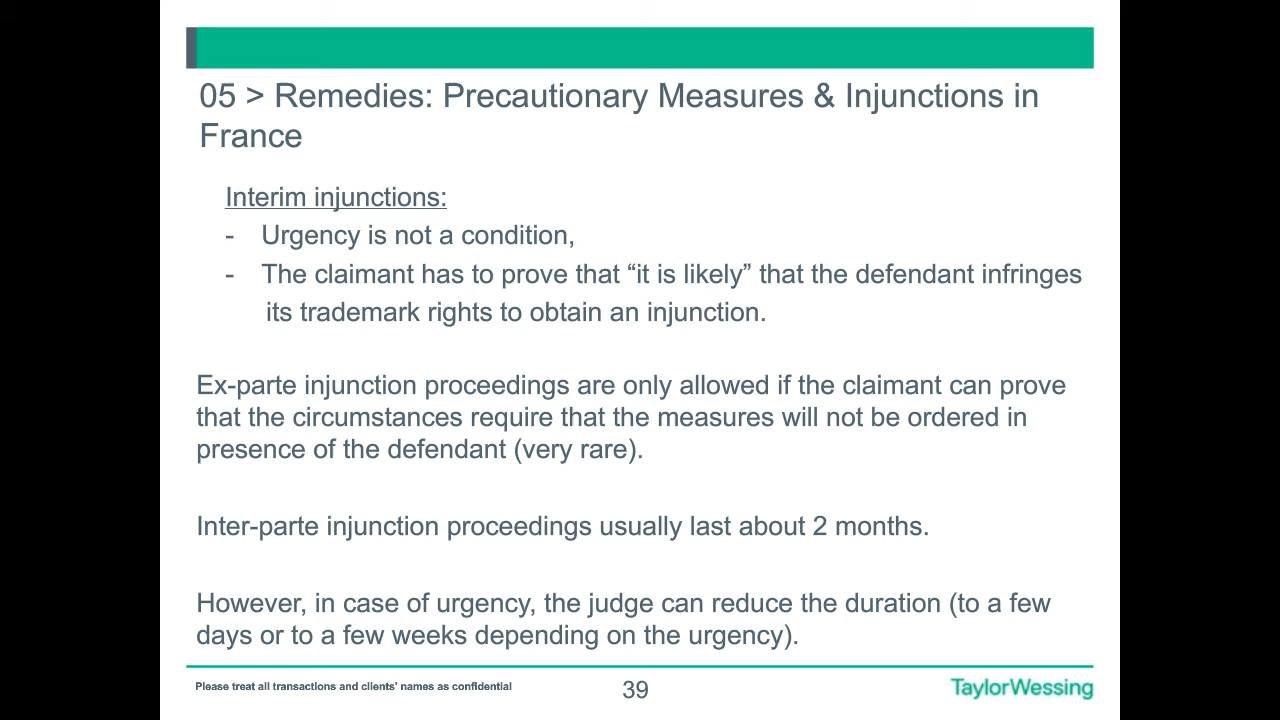 05 > Remedies: Precautionary Measures & Injunctions in
France
Interim injunctions:
- Urgency is not a condition,
- The claimant has to prove that “it is likely” that the defendant infringes
its trademark rights to obtain an injunction.
Ex-parte injunction proceedings are only allowed if the claimant can prove
that the circumstances require that the measures will not be ordered in
presence of the defendant (very rare).
Inter-parte injunction proceedings usually last about 2 months.
However, in case of urgency, the judge can reduce the duration (to a few
days or to a few weeks depending on the urgency).
Please treat all transactions and clients' names as confidential
39
TaylorWessing